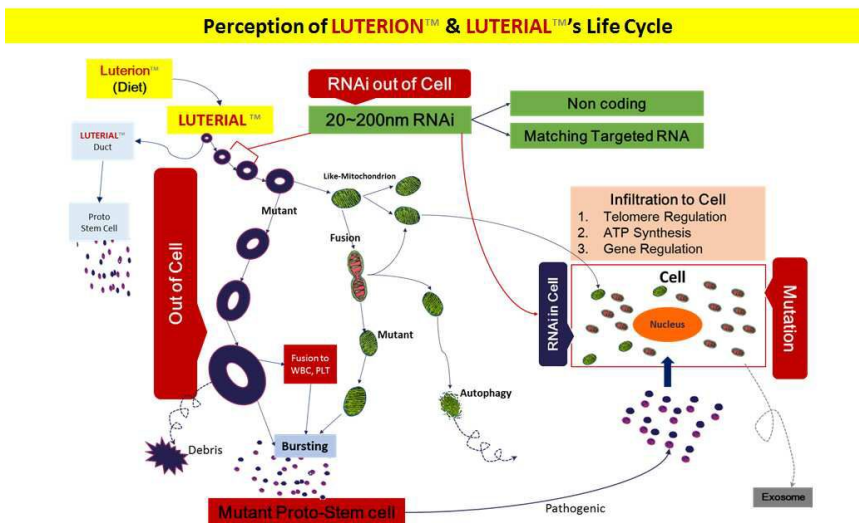 Perception of LUTERION™ & LUTERIAL™'s Life Cycle
Luterion™
(Diet)
LUTERIAL™
RNAi out of Cell
20~200nm RNAi
Non coding
Matching Targeted RNA
LUTERIAL™
Duct
Proto
Stem Cell
Out of Cell
Mutant
Like-Mitochondrion
Fusion
Mutant
Autophagy
Fusion to
WBC, PLT
Bursting
Debris
Mutant Proto-Stem cell
Pathogenic
Infiltration to Cell
1. Telomere Regulation
2. ATP Synthesis
3. Gene Regulation
Cell
Nucleus
RNAi in Cell
Mutation
Exosome